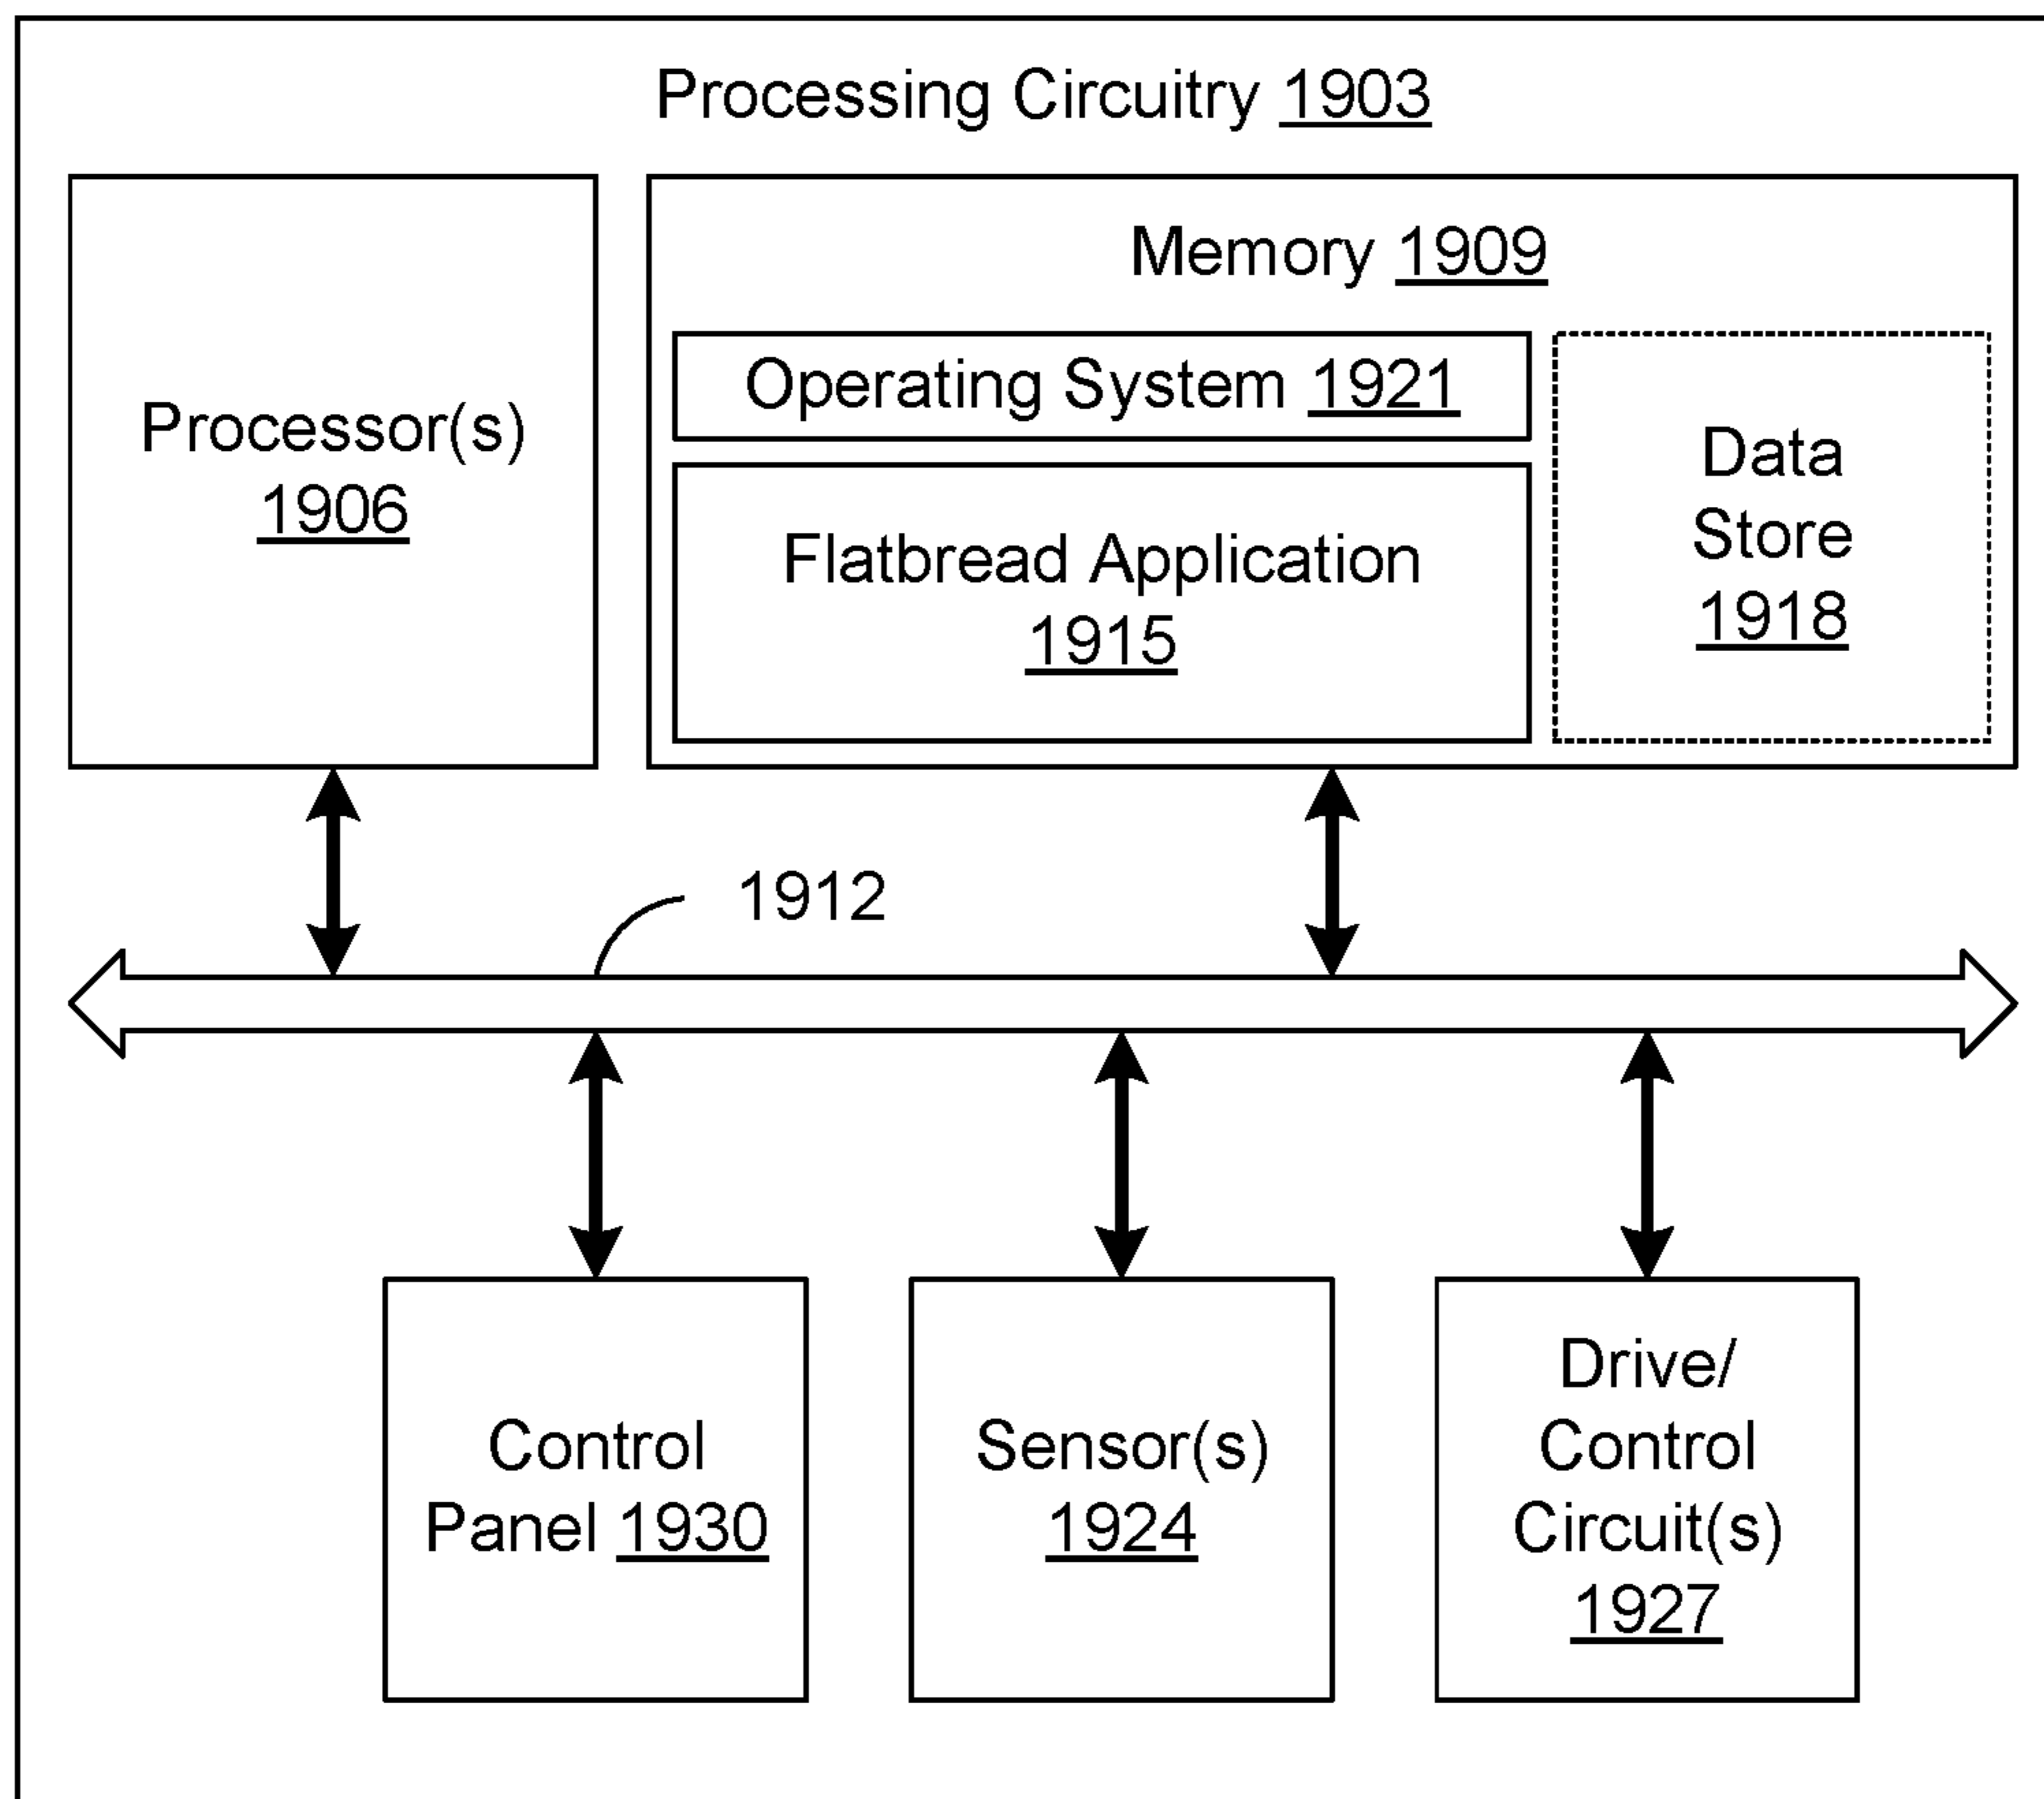 Processing Circuitry 1903
Processor(s)
1906
Memory 1909
Operating System 1921
Flatbread Application
1915
Data
Store
1918
1912
Control
Panel 1930
Sensor(s)
1924
Drive/
Control
Circuit(s)
1927